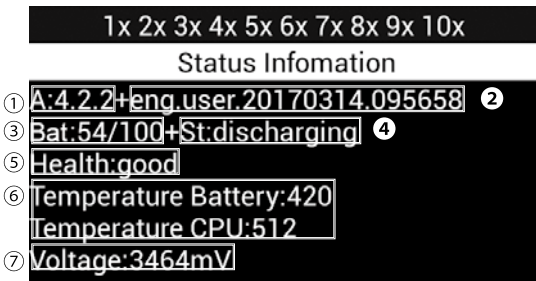 1x 2x 3x 4x 5x 6x 7x 8x 9x 10x
Status Infomation
① A:4.2.2+eng.user.20170314.095658 ❷
③ Bat:54/100+St:discharging ❹
⑤ Health:good
⑥ Temperature Battery:420
Temperature CPU:512
⑦ Voltage:3464mV